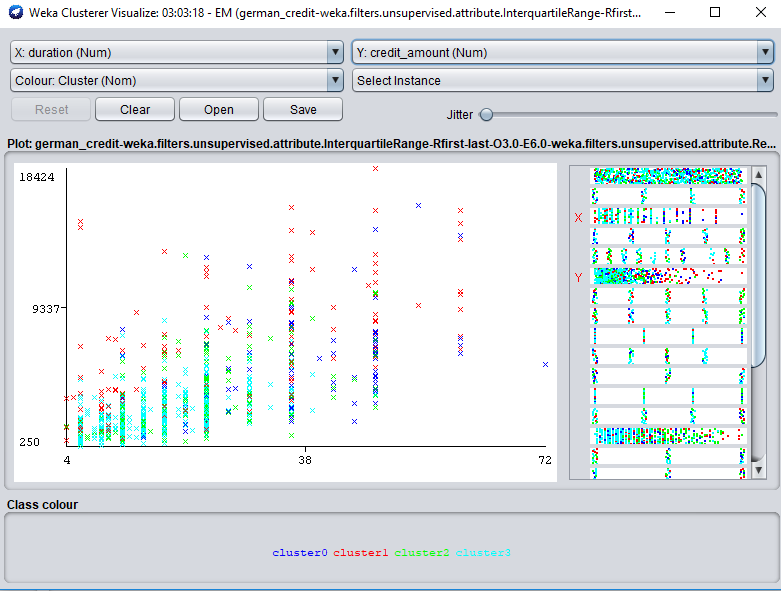 Weka Clusterer Visualize: 03:03:18 - EM (german_credit-weka.filters.unsupervised.attribute.InterquartileRange-Rfirst...
X: duration (Num) Y: credit_amount (Num)
Colour: Cluster (Nom) Select Instance
Reset Clear Open Save Jitter
Plot: german_credit-weka.filters.unsupervised.attribute.InterquartileRange-Rfirst-last-O3.0-E6.0-weka.filters.unsupervised.attribute.Re...
18424
X
Y
9337
250
4 38 72
Class colour
cluster0 cluster1 cluster2 cluster3